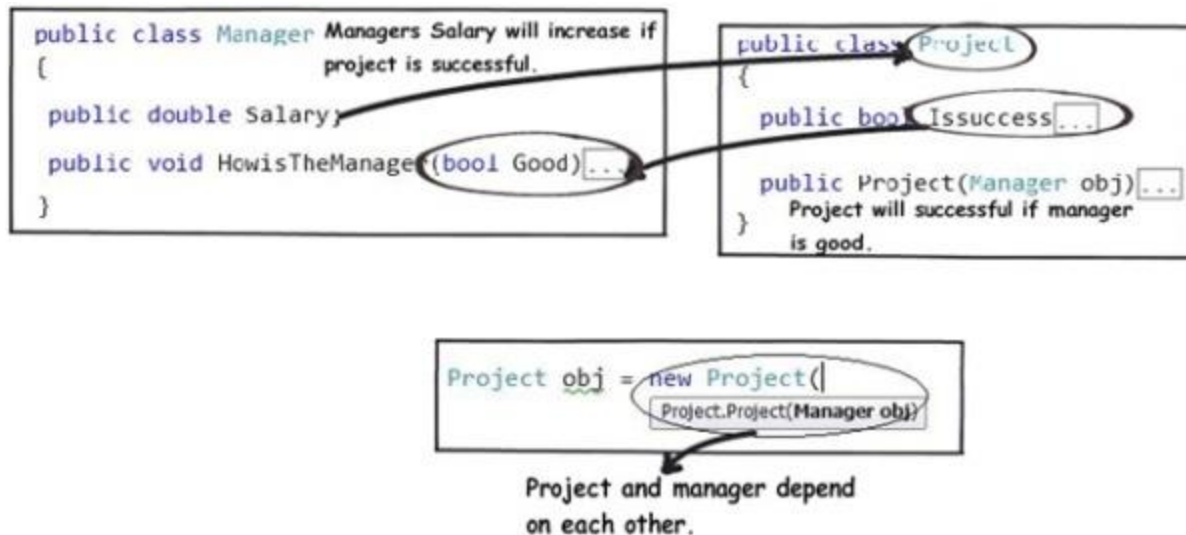 public class Manager Managers Salary will increase if
{ project is successful.
public double Salary;
public void HowisTheManager(bool Good)...
}
public class Project
{
public bool Issuccess...
public Project(Manager obj)...
Project will successful if manager
} is good.
Project obj = new Project(
Project.Project(Manager obj)
Project and manager depend
on each other.